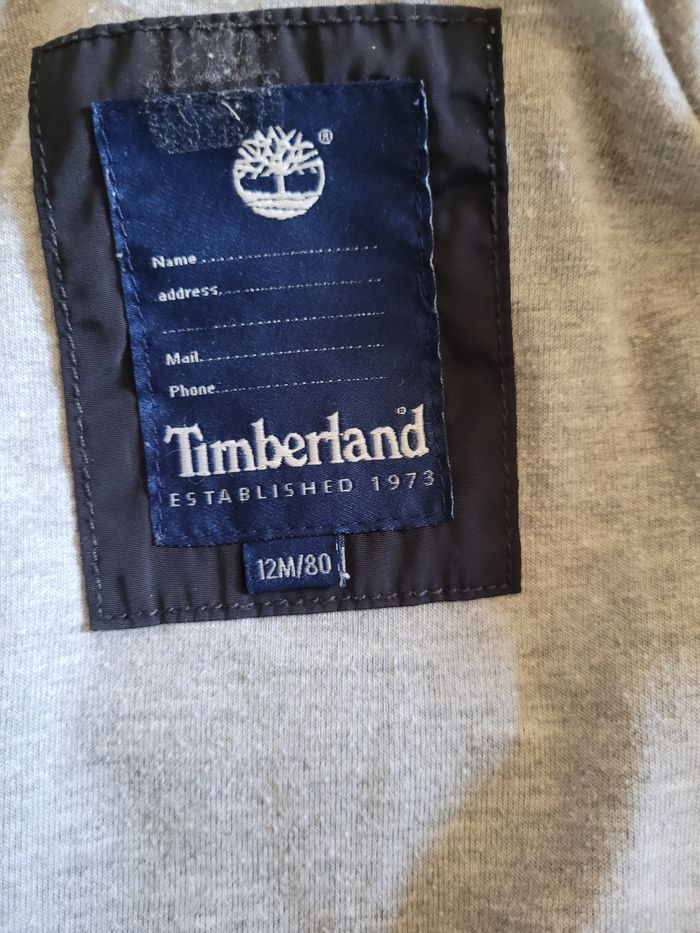 ®
Name
address
Mail
Phone
Timberland®
ESTABLISHED 1973
12M/80